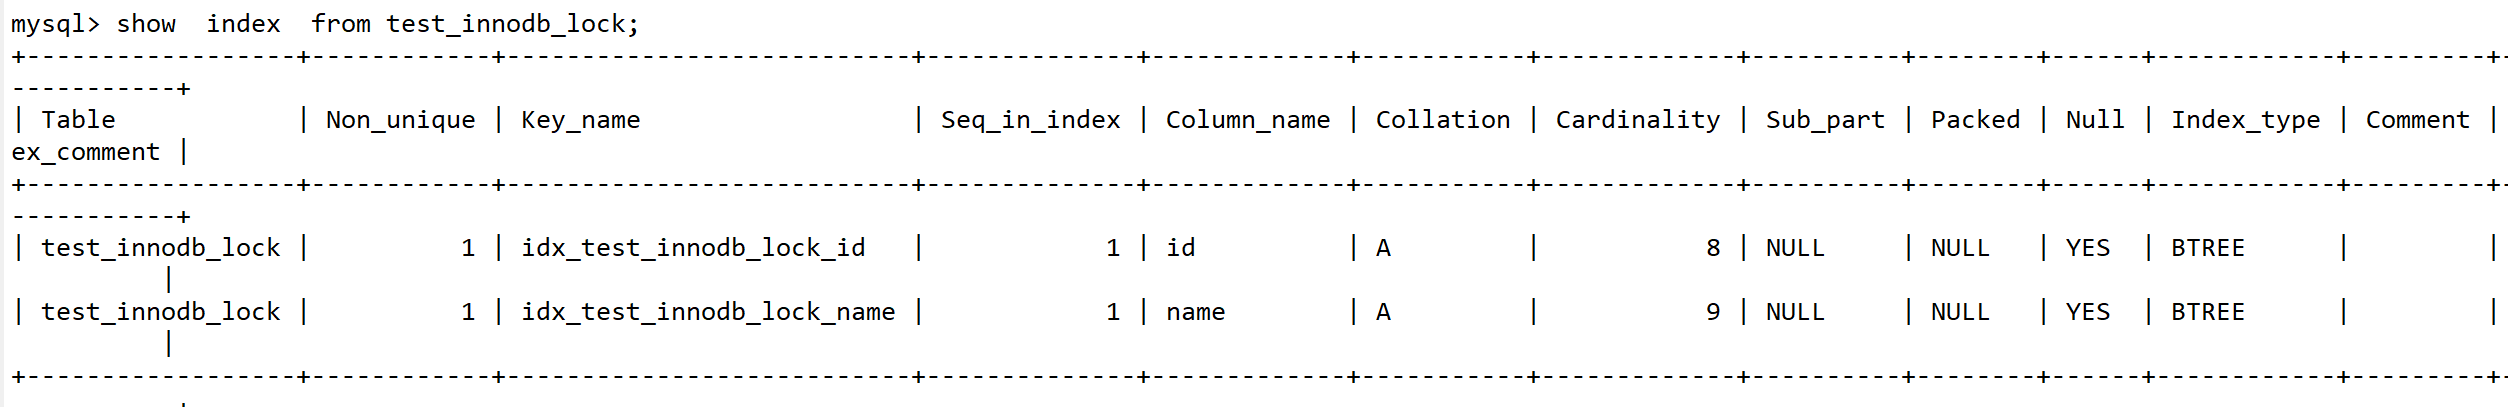 mysql> show  index  from test_innodb_lock;
+------------------+------------+---------------------------+--------------+-------------+-----------+-------------+----------+--------+------+------------+---------+-
-----------+
| Table            | Non_unique | Key_name                  | Seq_in_index | Column_name | Collation | Cardinality | Sub_part | Packed | Null | Index_type | Comment |
ex_comment |
+------------------+------------+---------------------------+--------------+-------------+-----------+-------------+----------+--------+------+------------+---------+-
-----------+
| test_innodb_lock |          1 | idx_test_innodb_lock_id   |            1 | id          | A         |           8 | NULL     | NULL   | YES  | BTREE      |         |
           |
| test_innodb_lock |          1 | idx_test_innodb_lock_name |            1 | name        | A         |           9 | NULL     | NULL   | YES  | BTREE      |         |
           |
+------------------+------------+---------------------------+--------------+-------------+-----------+-------------+----------+--------+------+------------+---------+-